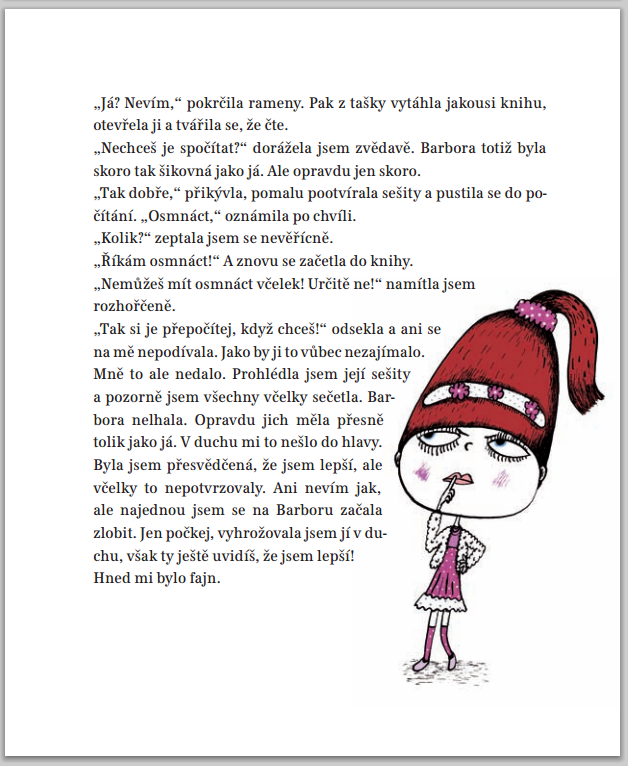 „Já? Nevím,“ pokrčila rameny. Pak z tašky vytáhla jakousi knihu,
otevřela ji a tvářila se, že čte.
„Nechceš je spočítat?“ dorážela jsem zvědavě. Barbora totiž byla
skoro tak šikovná jako já. Ale opravdu jen skoro.
„Tak dobře,“ přikývla, pomalu pootvírala sešity a pustila se do po-
čítání. „Osmnáct,“ oznámila po chvíli.
„Kolik?“ zeptala jsem se nevěřícně.
„Říkám osmnáct!“ A znovu se začetla do knihy.
„Nemůžeš mít osmnáct včelek! Určitě ne!“ namítla jsem
rozhořčeně.
„Tak si je přepočítej, když chceš!“ odsekla a ani se
na mě nepodívala. Jako by ji to vůbec nezajímalo.
Mně to ale nedalo. Prohlédla jsem její sešity
a pozorně jsem všechny včelky sečetla. Bar-
bora nelhala. Opravdu jich měla přesně
tolik jako já. V duchu mi to nešlo do hlavy.
Byla jsem přesvědčená, že jsem lepší, ale
včelky to nepotvrzovaly. Ani nevím jak,
ale najednou jsem se na Barboru začala
zlobit. Jen počkej, vyhrožovala jsem jí v du-
chu, však ty ještě uvidíš, že jsem lepší!
Hned mi bylo fajn.